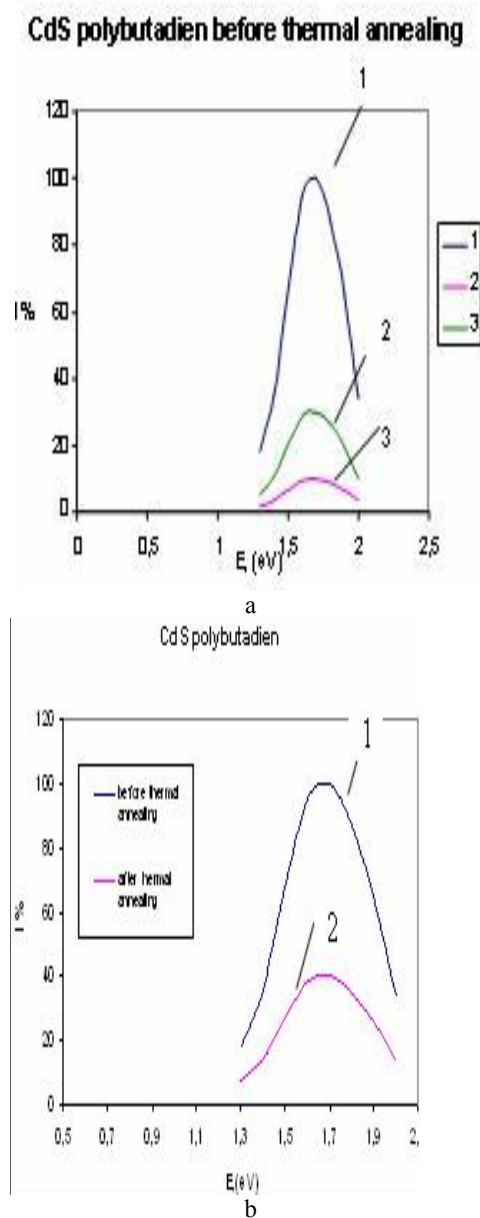 CdS polybutadien before thermal annealing
1
120
100
80
60
40
20
0
I %
2
3
0 0,5 1 1,5 2 2,5
E, (eV)
1
2
3
a
CdS polybutadien
120
100
80
60
40
20
0
I %
before thermal
annealing
after thermal
annealing
1
2
0,5 0,7 0,9 1,1 1,3 1,5 1,7 1,9 2,
E,(eV)
b